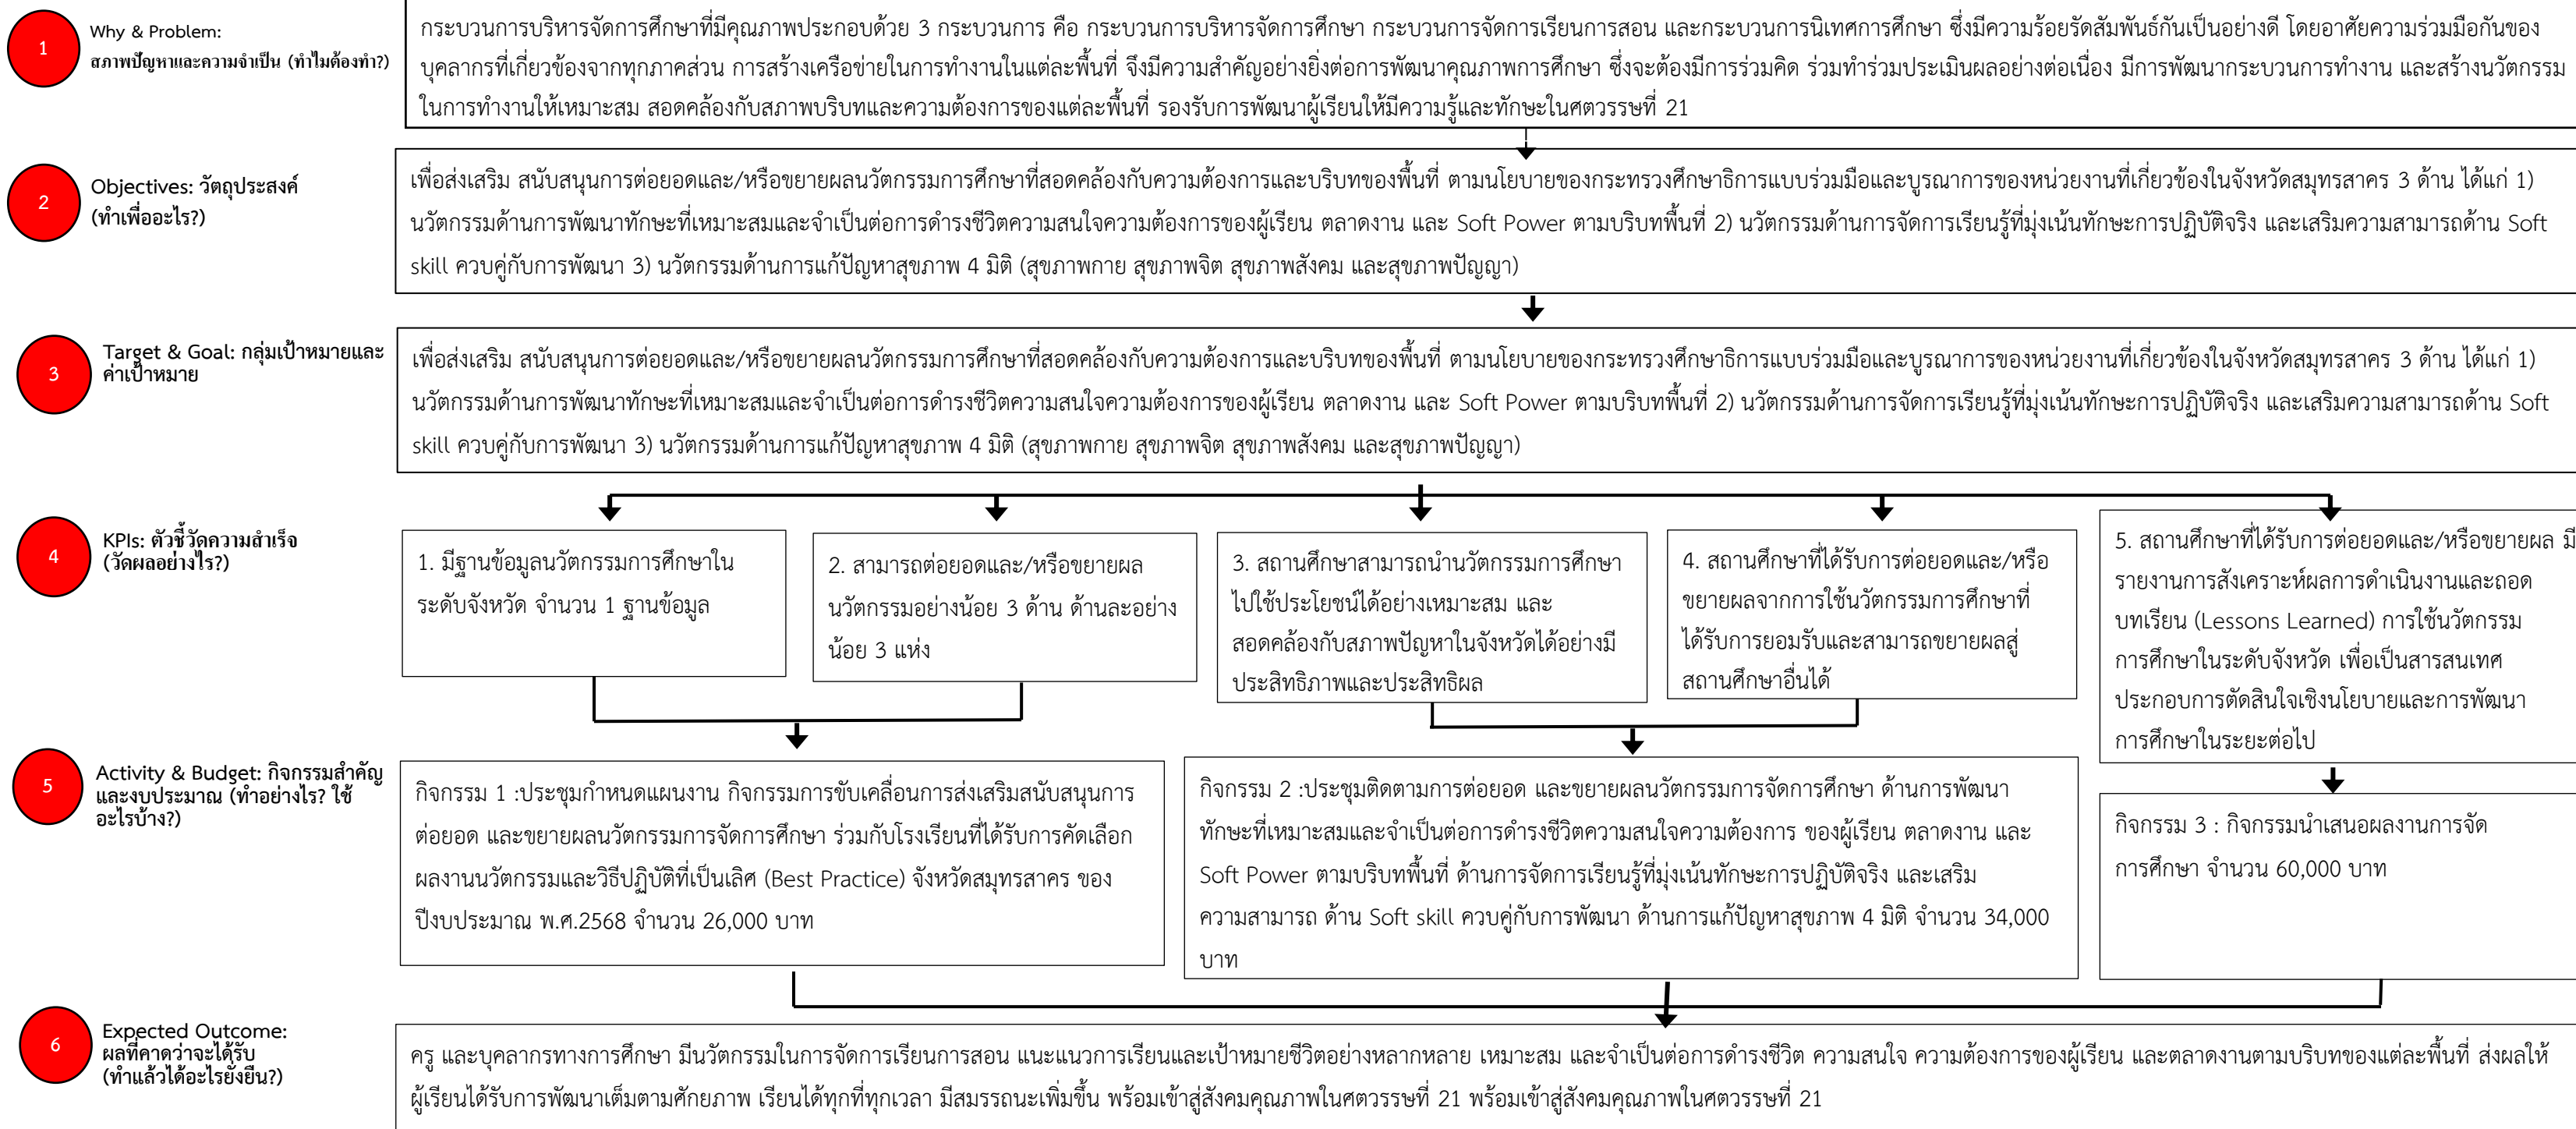 1
Why & Problem:
สภาพปัญหาและความจำเป็น (ทำไมต้องทำ?)
กระบวนการบริหารจัดการศึกษาที่มีคุณภาพประกอบด้วย 3 กระบวนการ คือ กระบวนการบริหารจัดการศึกษา กระบวนการจัดการเรียนการสอน และกระบวนการนิเทศการศึกษา ซึ่งมีความร้อยรัดสัมพันธ์กันเป็นอย่างดี โดยอาศัยความร่วมมือกันของ
บุคลากรที่เกี่ยวข้องจากทุกภาคส่วน การสร้างเครือข่ายในการทำงานในแต่ละพื้นที่ จึงมีความสำคัญอย่างยิ่งต่อการพัฒนาคุณภาพการศึกษา ซึ่งจะต้องมีการร่วมคิด ร่วมทำร่วมประเมินผลอย่างต่อเนื่อง มีการพัฒนากระบวนการทำงาน และสร้างนวัตกรรม
ในการทำงานให้เหมาะสม สอดคล้องกับสภาพบริบทและความต้องการของแต่ละพื้นที่ รองรับการพัฒนาผู้เรียนให้มีความรู้และทักษะในศตวรรษที่ 21
2
Objectives: วัตถุประสงค์
(ทำเพื่ออะไร?)
เพื่อส่งเสริม สนับสนุนการต่อยอดและ/หรือขยายผลนวัตกรรมการศึกษาที่สอดคล้องกับความต้องการและบริบทของพื้นที่ ตามนโยบายของกระทรวงศึกษาธิการแบบร่วมมือและบูรณาการของหน่วยงานที่เกี่ยวข้องในจังหวัดสมุทรสาคร 3 ด้าน ได้แก่ 1)
นวัตกรรมด้านการพัฒนาทักษะที่เหมาะสมและจำเป็นต่อการดำรงชีวิตความสนใจความต้องการของผู้เรียน ตลาดงาน และ Soft Power ตามบริบทพื้นที่ 2) นวัตกรรมด้านการจัดการเรียนรู้ที่มุ่งเน้นทักษะการปฏิบัติจริง และเสริมความสามารถด้าน Soft
skill ควบคู่กับการพัฒนา 3) นวัตกรรมด้านการแก้ปัญหาสุขภาพ 4 มิติ (สุขภาพกาย สุขภาพจิต สุขภาพสังคม และสุขภาพปัญญา)
3
Target & Goal: กลุ่มเป้าหมายและ
ค่าเป้าหมาย
เพื่อส่งเสริม สนับสนุนการต่อยอดและ/หรือขยายผลนวัตกรรมการศึกษาที่สอดคล้องกับความต้องการและบริบทของพื้นที่ ตามนโยบายของกระทรวงศึกษาธิการแบบร่วมมือและบูรณาการของหน่วยงานที่เกี่ยวข้องในจังหวัดสมุทรสาคร 3 ด้าน ได้แก่ 1)
นวัตกรรมด้านการพัฒนาทักษะที่เหมาะสมและจำเป็นต่อการดำรงชีวิตความสนใจความต้องการของผู้เรียน ตลาดงาน และ Soft Power ตามบริบทพื้นที่ 2) นวัตกรรมด้านการจัดการเรียนรู้ที่มุ่งเน้นทักษะการปฏิบัติจริง และเสริมความสามารถด้าน Soft
skill ควบคู่กับการพัฒนา 3) นวัตกรรมด้านการแก้ปัญหาสุขภาพ 4 มิติ (สุขภาพกาย สุขภาพจิต สุขภาพสังคม และสุขภาพปัญญา)
4
KPIs: ตัวชี้วัดความสำเร็จ
(วัดผลอย่างไร?)
1. มีฐานข้อมูลนวัตกรรมการศึกษาใน
ระดับจังหวัด จำนวน 1 ฐานข้อมูล
2. สามารถต่อยอดและ/หรือขยายผล
นวัตกรรมอย่างน้อย 3 ด้าน ด้านละอย่าง
น้อย 3 แห่ง
3. สถานศึกษาสามารถนำนวัตกรรมการศึกษา
ไปใช้ประโยชน์ได้อย่างเหมาะสม และ
สอดคล้องกับสภาพปัญหาในจังหวัดได้อย่างมี
ประสิทธิภาพและประสิทธิผล
4. สถานศึกษาที่ได้รับการต่อยอดและ/หรือ
ขยายผลจากการใช้นวัตกรรมการศึกษาที่
ได้รับการยอมรับและสามารถขยายผลสู่
สถานศึกษาอื่นได้
5. สถานศึกษาที่ได้รับการต่อยอดและ/หรือขยายผล มี
รายงานการสังเคราะห์ผลการดำเนินงานและถอด
บทเรียน (Lessons Learned) การใช้นวัตกรรม
การศึกษาในระดับจังหวัด เพื่อเป็นสารสนเทศ
ประกอบการตัดสินใจเชิงนโยบายและการพัฒนา
การศึกษาในระยะต่อไป
5
Activity & Budget: กิจกรรมสำคัญ
และงบประมาณ (ทำอย่างไร? ใช้
อะไรบ้าง?)
กิจกรรม 1 :ประชุมกำหนดแผนงาน กิจกรรมการขับเคลื่อนการส่งเสริมสนับสนุนการ
ต่อยอด และขยายผลนวัตกรรมการจัดการศึกษา ร่วมกับโรงเรียนที่ได้รับการคัดเลือก
ผลงานนวัตกรรมและวิธีปฏิบัติที่เป็นเลิศ (Best Practice) จังหวัดสมุทรสาคร ของ
ปีงบประมาณ พ.ศ.2568 จำนวน 26,000 บาท
กิจกรรม 2 :ประชุมติดตามการต่อยอด และขยายผลนวัตกรรมการจัดการศึกษา ด้านการพัฒนา
ทักษะที่เหมาะสมและจำเป็นต่อการดำรงชีวิตความสนใจความต้องการ ของผู้เรียน ตลาดงาน และ
Soft Power ตามบริบทพื้นที่ ด้านการจัดการเรียนรู้ที่มุ่งเน้นทักษะการปฏิบัติจริง และเสริม
ความสามารถ ด้าน Soft skill ควบคู่กับการพัฒนา ด้านการแก้ปัญหาสุขภาพ 4 มิติ จำนวน 34,000
บาท
กิจกรรม 3 : กิจกรรมนำเสนอผลงานการจัด
การศึกษา จำนวน 60,000 บาท
6
Expected Outcome:
ผลที่คาดว่าจะได้รับ
(ทำแล้วได้อะไรยั่งยืน?)
ครู และบุคลากรทางการศึกษา มีนวัตกรรมในการจัดการเรียนการสอน แนะแนวการเรียนและเป้าหมายชีวิตอย่างหลากหลาย เหมาะสม และจำเป็นต่อการดำรงชีวิต ความสนใจ ความต้องการของผู้เรียน และตลาดงานตามบริบทของแต่ละพื้นที่ ส่งผลให้
ผู้เรียนได้รับการพัฒนาเต็มตามศักยภาพ เรียนได้ทุกที่ทุกเวลา มีสมรรถนะเพิ่มขึ้น พร้อมเข้าสู่สังคมคุณภาพในศตวรรษที่ 21 พร้อมเข้าสู่สังคมคุณภาพในศตวรรษที่ 21